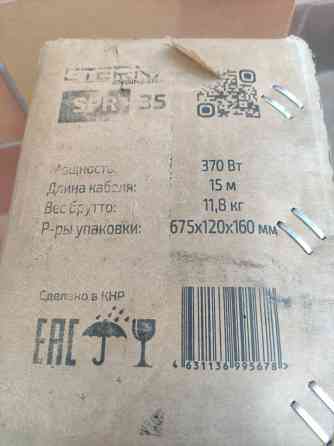 SPR 35
Мощность: 370 Вт
Длина кабеля: 15 м
Вес брутто: 11,8 кг
Р-ры упаковки: 675х120х160 мм
Сделано в КНР
EAC
4 631136 995678 >